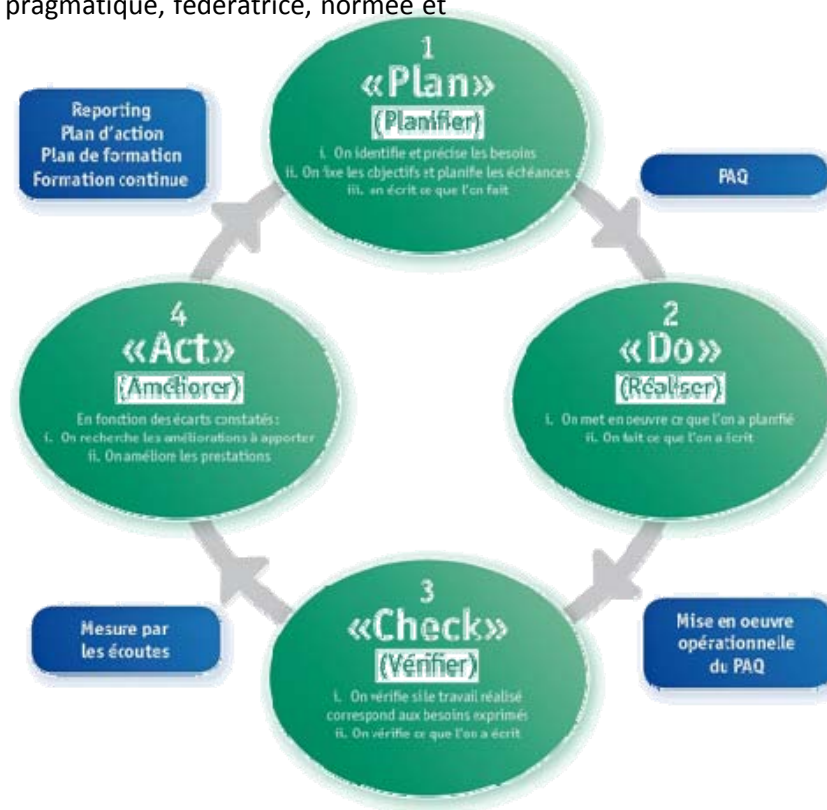 pragmatique, fédératrice, normée et
1
«Plan»
(Planifier)
i. On identifie et précise les besoins
ii. On fixe les objectifs et planifie les échéances
iii. on écrit ce que l'on fait
Reporting
Plan d'action
Plan de formation
Formation continue
PAQ
4
«Act»
(Améliorer)
En fonction des écarts constatés :
i. On recherche les améliorations à apporter
ii. On améliore les prestations
2
«Do»
(Réaliser)
i. On met en oeuvre ce que l'on a planifié
ii. On fait ce que l'on a écrit
3
«Check»
(Vérifier)
i. On vérifie si le travail réalisé
correspond aux besoins exprimés
ii. On vérifie ce que l'on a écrit
Mesure par
les écoutes
Mise en oeuvre
opérationnelle
du PAQ